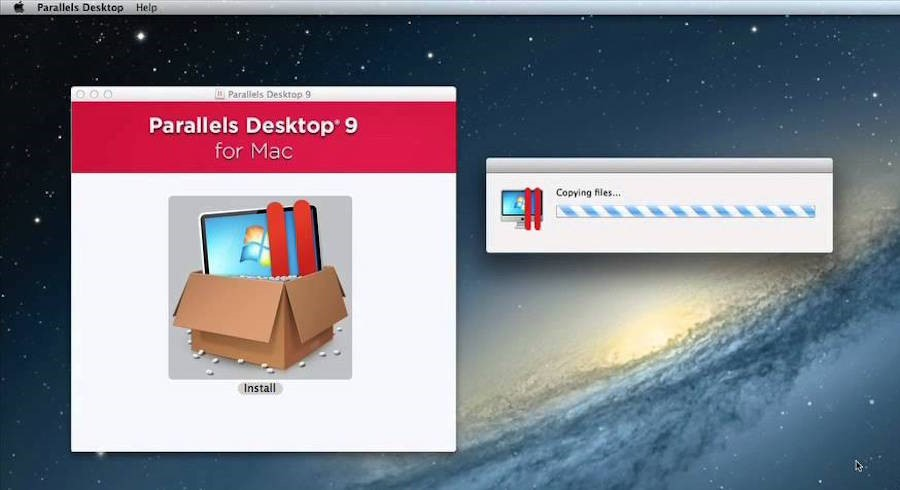 Parallels Desktop Help
Parallels Desktop 9
Parallels Desktop® 9
for Mac
Copying files...
Install